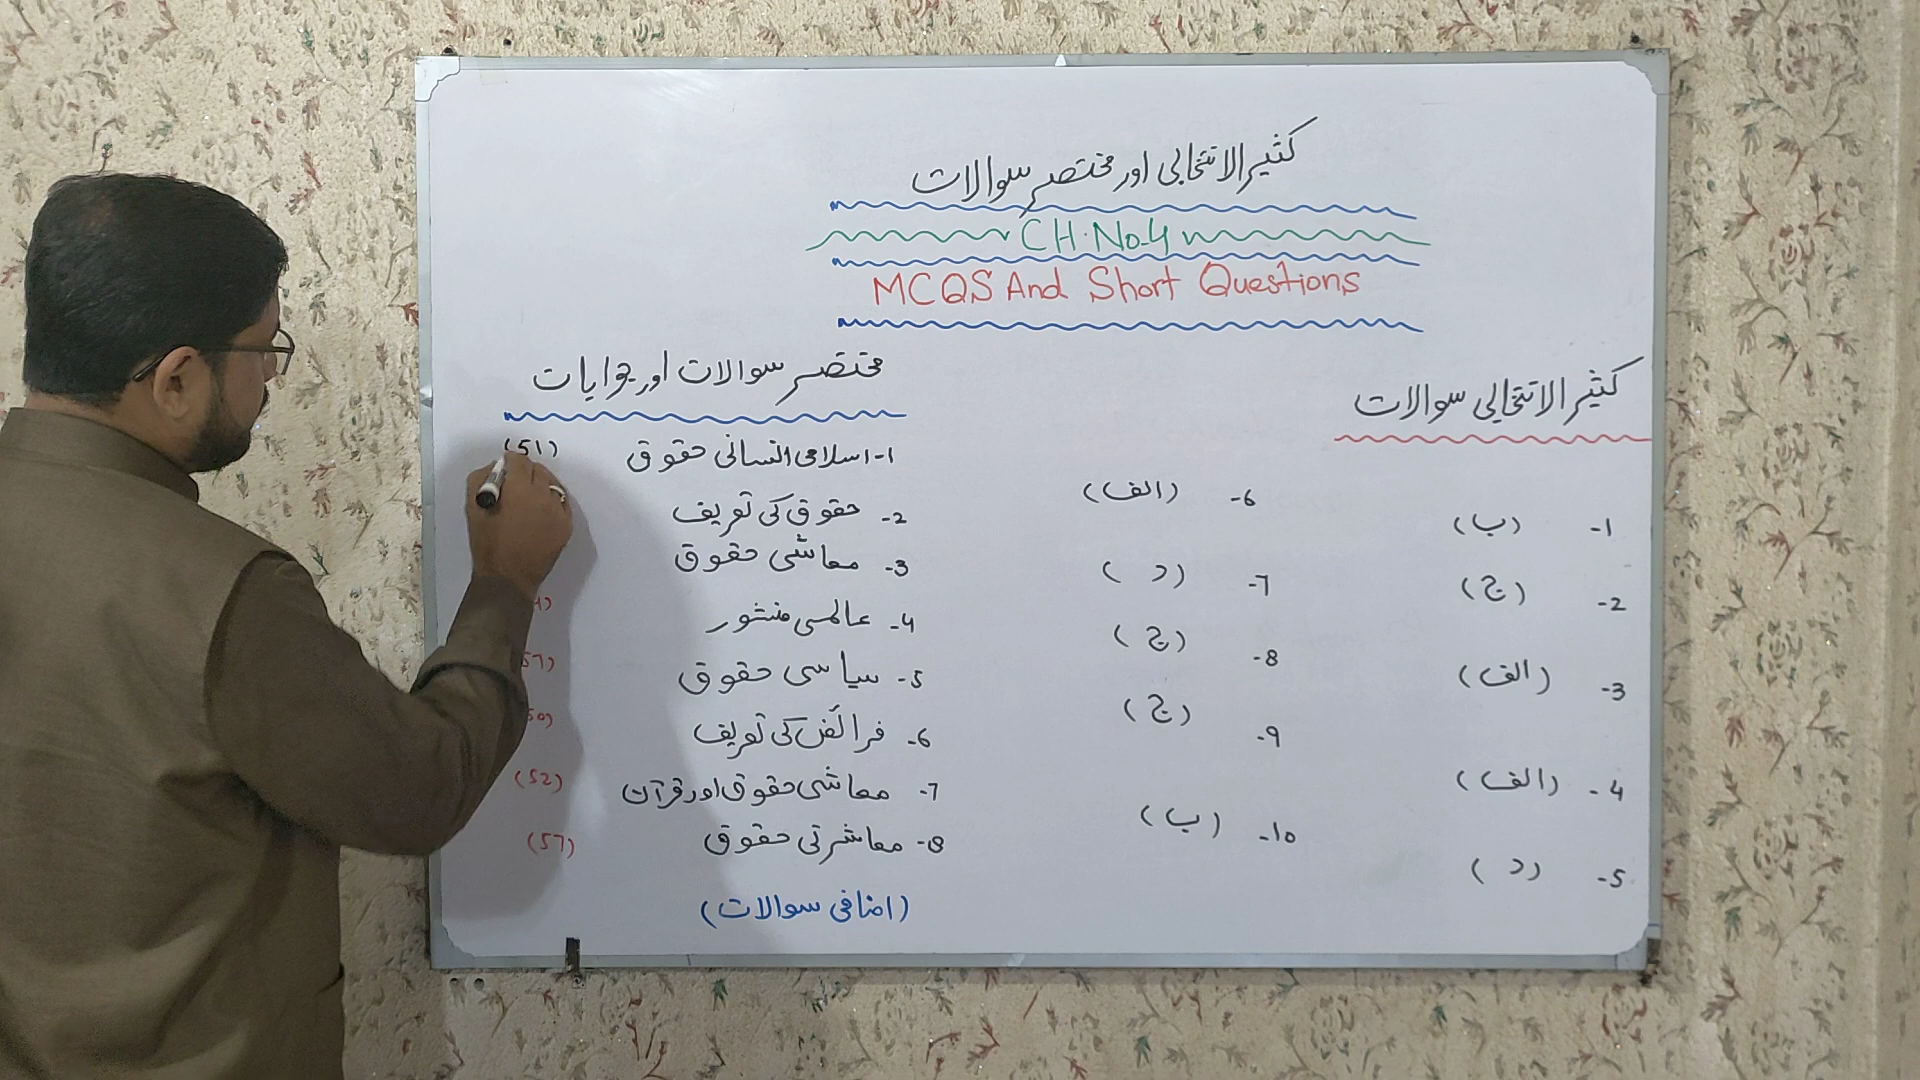 کثیر الانتخابی اور مختصر سوالات
CH.No.4
MCQS And Short Questions
کثیر الانتخابی سوالات
1- (ب)
2- (ج)
3- (الف)
4- (الف)
5- (د)
6- (الف)
7- (د)
8- (ج)
9- (ج)
10- (ب)
مختصر سوالات اور جوابات
1- اسلامی انسانی حقوق (51)
2- حقوق کی تعریف
3- معاشی حقوق
4- عالمی منشور
5- سیاسی حقوق 57)
6- فرائض کی تعریف 50)
7- معاشی حقوق اور قرآن (52)
8- معاشرتی حقوق (57)
(اضافی سوالات)